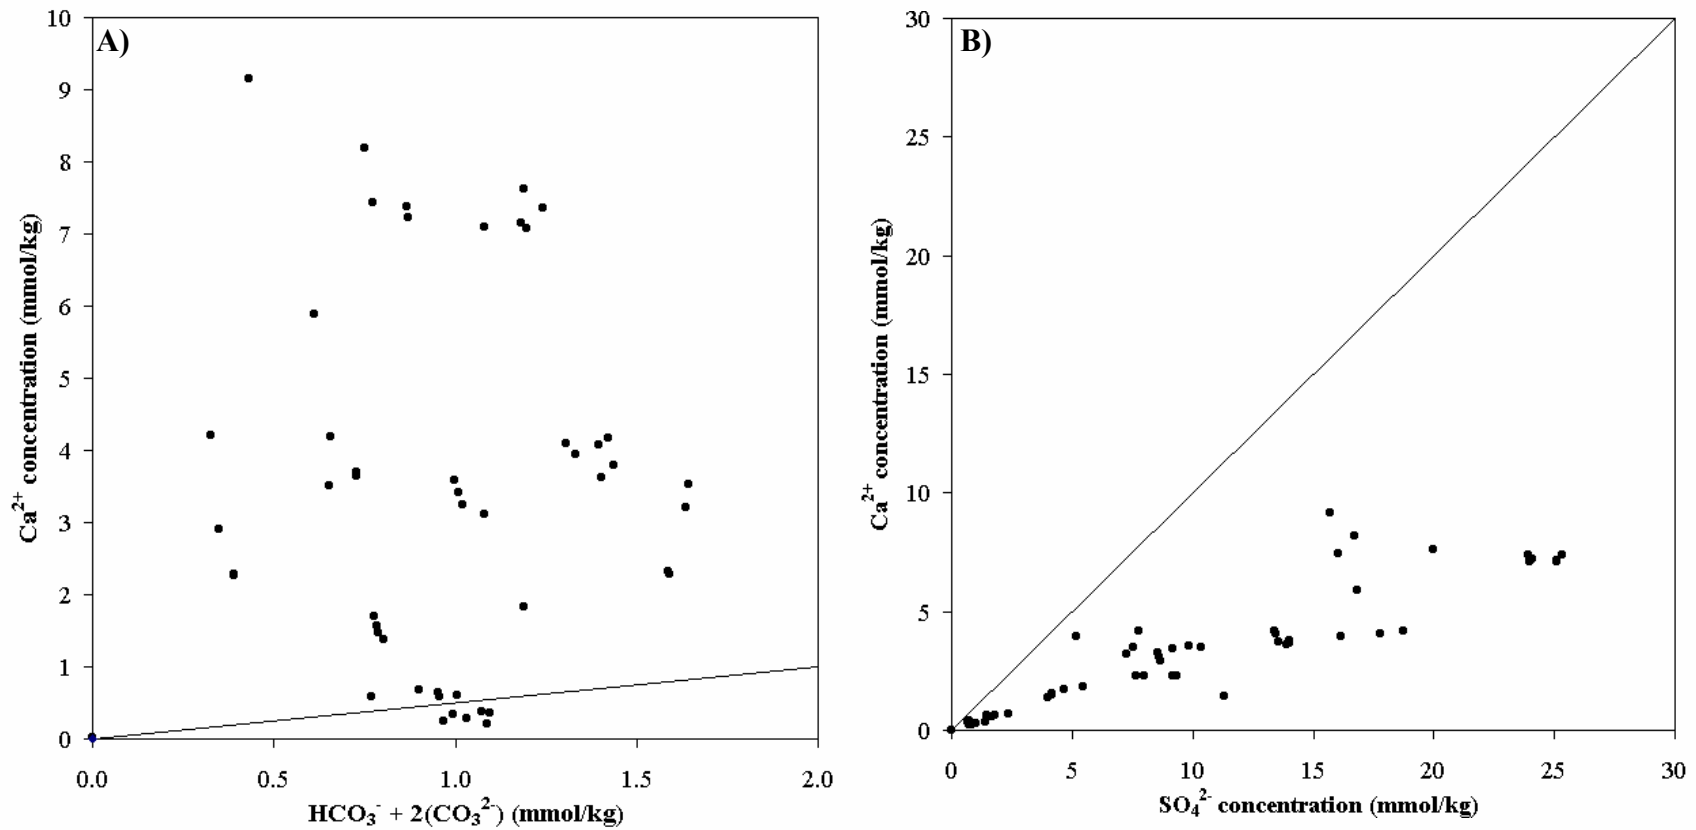 A)
Ca²⁺ concentration (mmol/kg)
10
9
8
7
6
5
4
3
2
1
0
0.0 0.5 1.0 1.5 2.0
HCO₃⁻ + 2(CO₃²⁻) (mmol/kg)
B)
Ca²⁺ concentration (mmol/kg)
30
25
20
15
10
5
0
0 5 10 15 20 25 30
SO₄²⁻ concentration (mmol/kg)